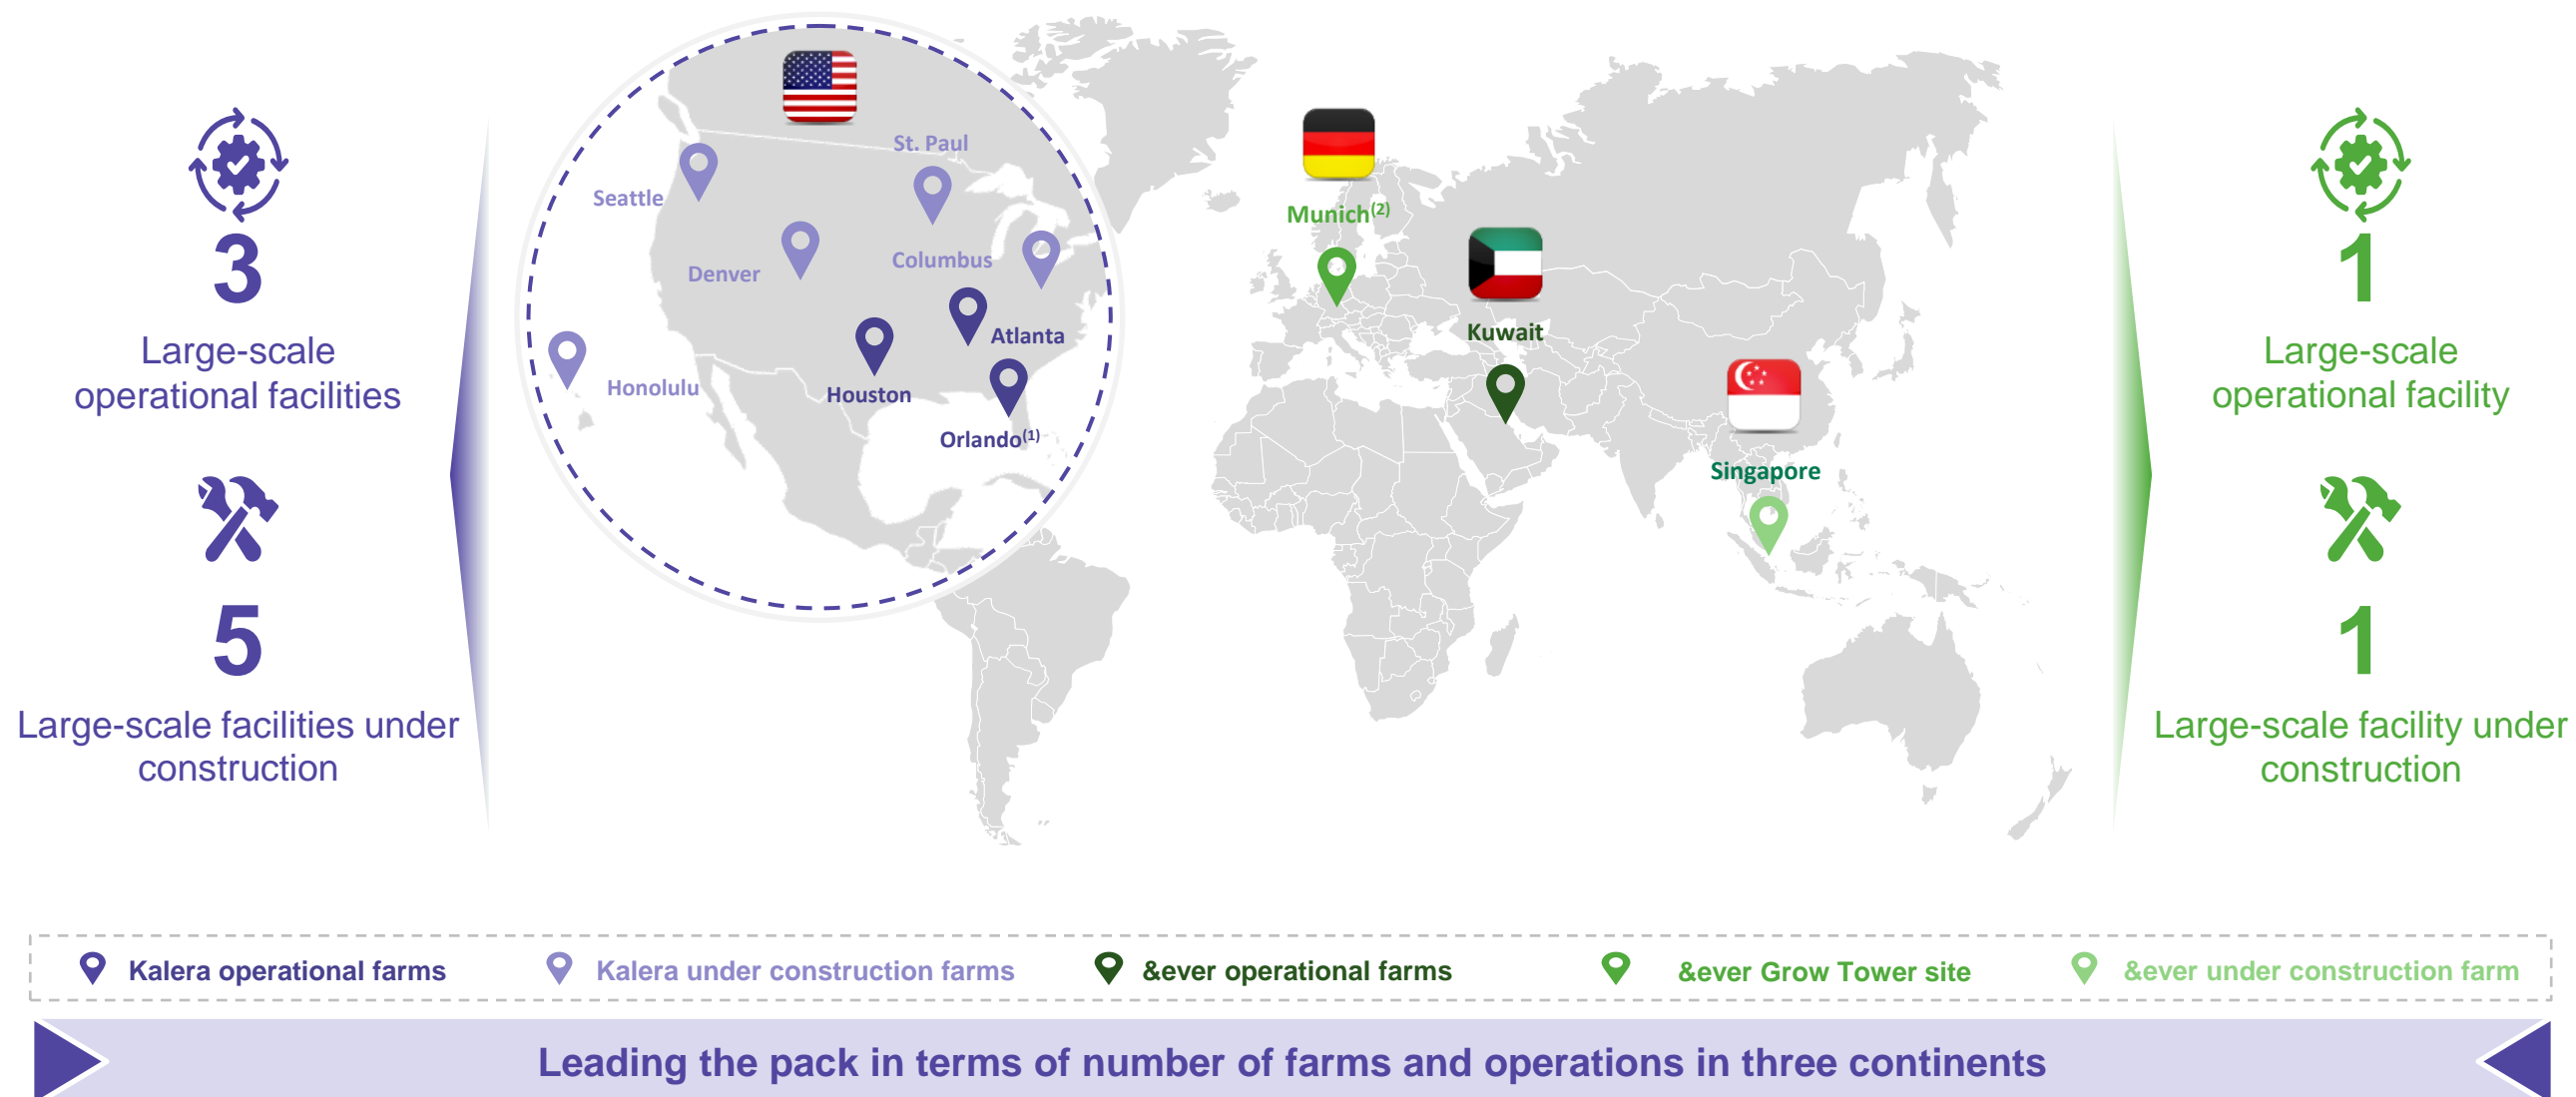 3
Large-scale
operational facilities
5
Large-scale facilities under
construction
St. Paul
Seattle
Columbus
Denver
Atlanta
Honolulu
Houston
Orlando(1)
Munich(2)
Kuwait
Singapore
1
Large-scale
operational facility
1
Large-scale facility under
construction
Kalera operational farms
Kalera under construction farms
&ever operational farms
&ever Grow Tower site
&ever under construction farm
Leading the pack in terms of number of farms and operations in three continents